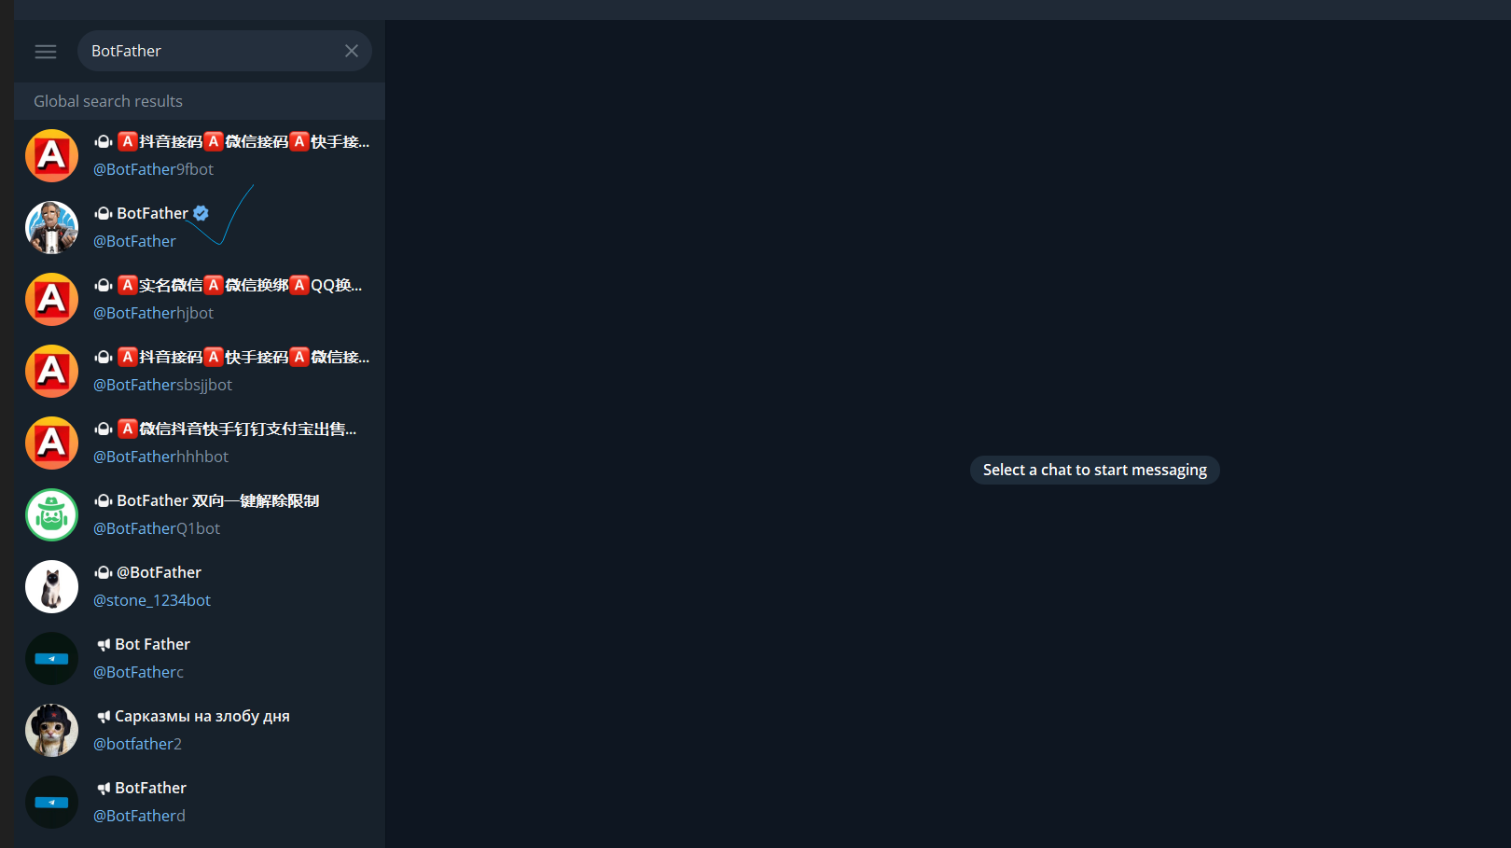 BotFather
Global search results
🅰抖音接码🅰微信接码🅰快手接...
@BotFather9fbot
BotFather
@BotFather
🅰实名微信🅰微信换绑🅰QQ换...
@BotFatherhjbot
🅰抖音接码🅰快手接码🅰微信接...
@BotFathersbsjjbot
🅰微信抖音快手钉钉支付宝出售...
@BotFatherhhhbot
BotFather 双向一键解除限制
@BotFatherQ1bot
@BotFather
@stone_1234bot
Bot Father
@BotFatherc
Сарказмы на злобу дня
@botfather2
BotFather
@BotFatherd
Select a chat to start messaging